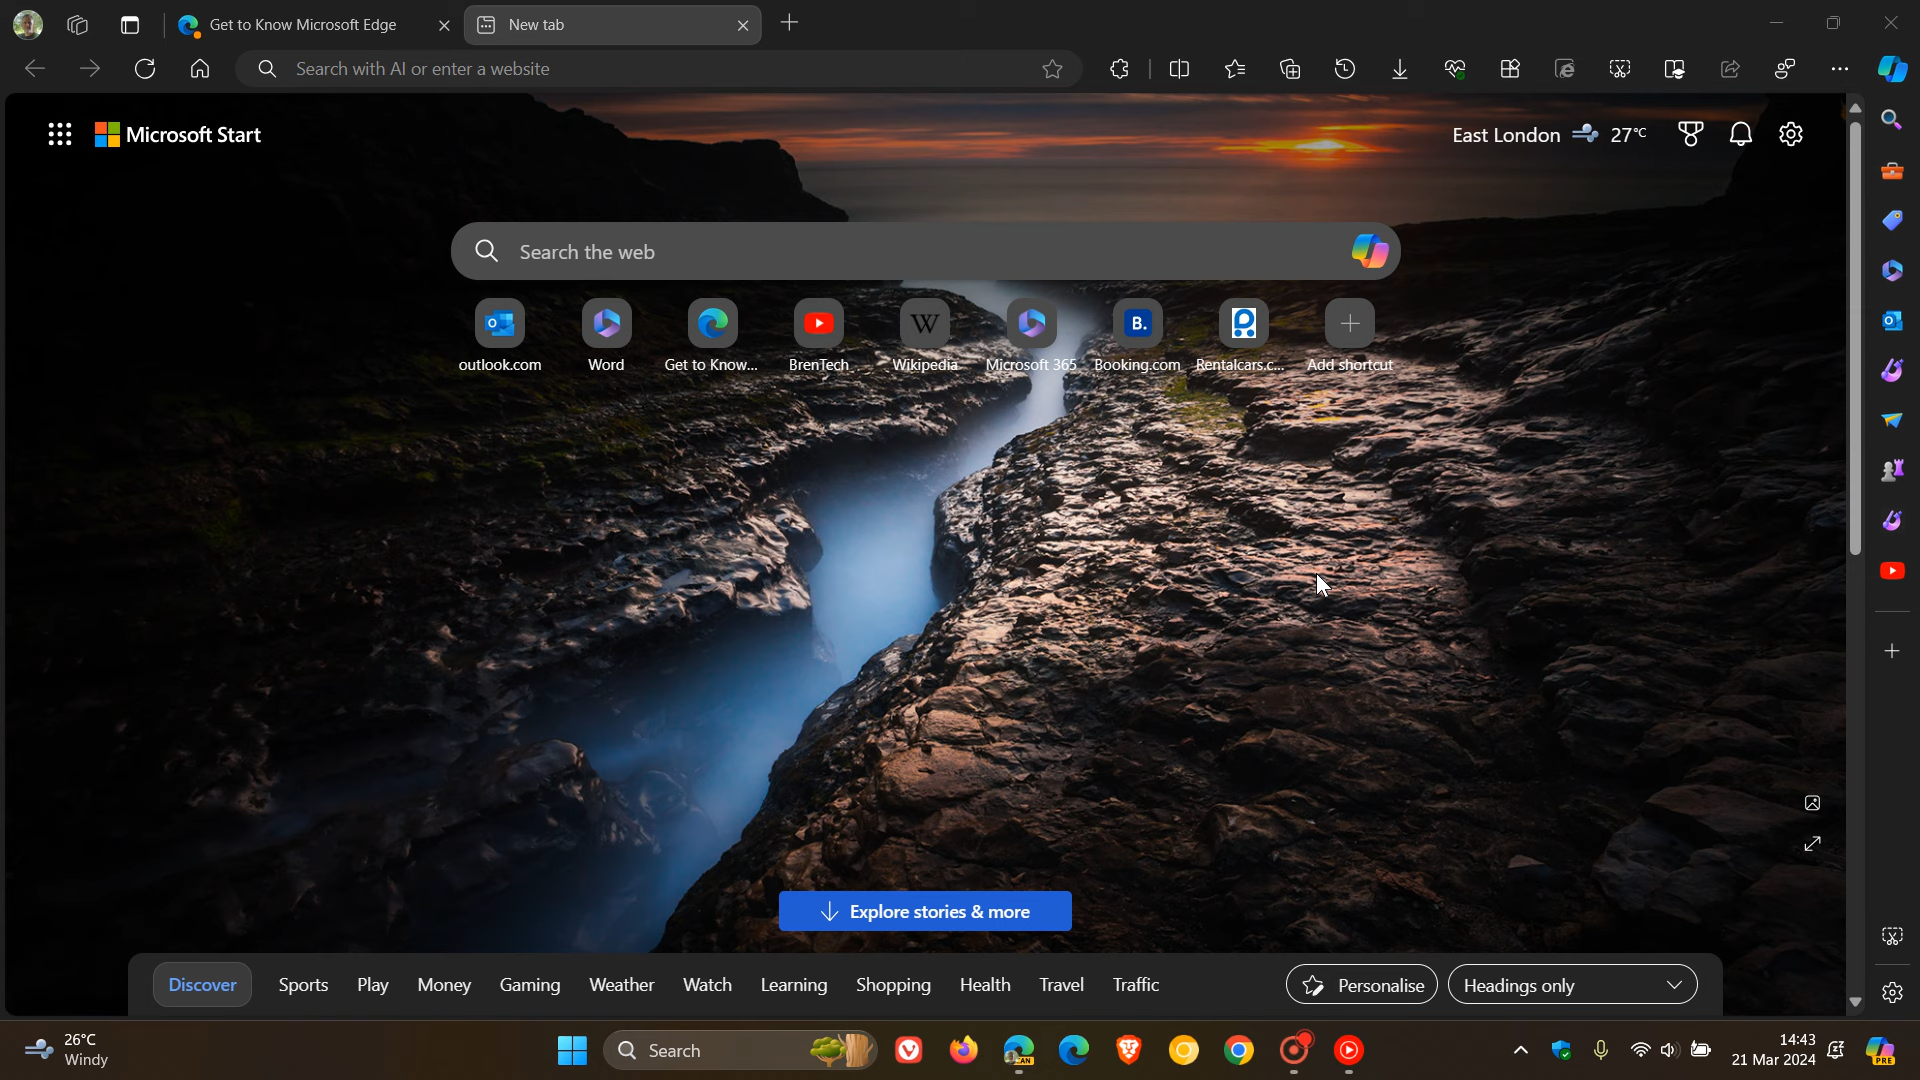 Get to Know Microsoft Edge
New tab
Search with AI or enter a website
Microsoft Start
East London
27°C
Search the web
outlook.com
Word
Get to Know...
BrenTech
W
Wikipedia
Microsoft 365
B.
Booking.com
Rentalcars.c...
Add shortcut
Explore stories & more
Discover
Sports
Play
Money
Gaming
Weather
Watch
Learning
Shopping
Health
Travel
Traffic
Personalise
Headings only
26°C
Windy
Search
CAN
14:43
21 Mar 2024
PRE